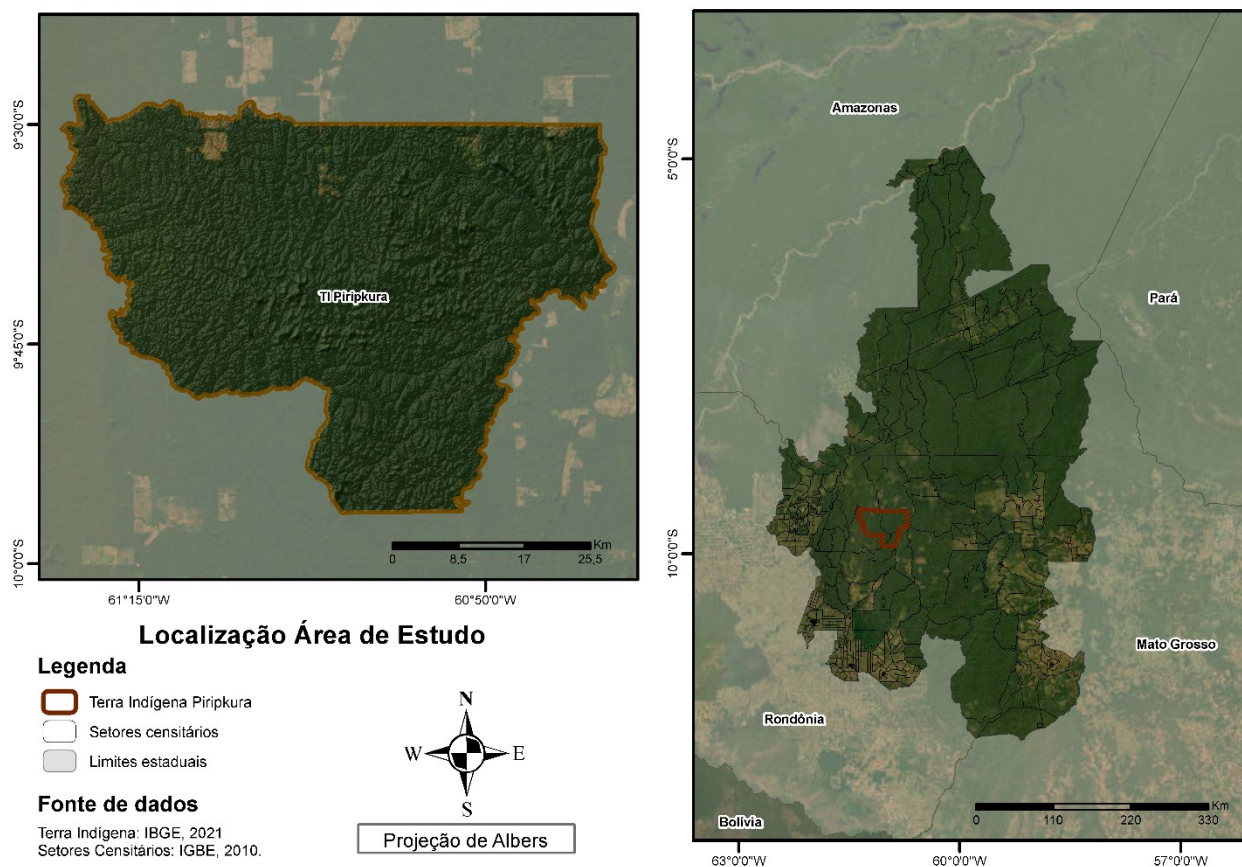 9°30'0"S
9°45'0"S
10°0'0"S
TI Piripkura
Km
0 8,5 17 25,5
61°15'0"W 60°50'0"W
Localização Área de Estudo
Legenda
Terra Indígena Piripkura
Setores censitários
Limites estaduais
Fonte de dados
Terra Indígena: IBGE, 2021
Setores Censitários: IGBE, 2010.
N
W E
S
Projeção de Albers
Amazonas
5°0'0"S
Pará
10°0'0"S
Mato Grosso
Rondônia
Bolívia
Km
0 110 220 330
63°0'0"W 60°0'0"W 57°0'0"W